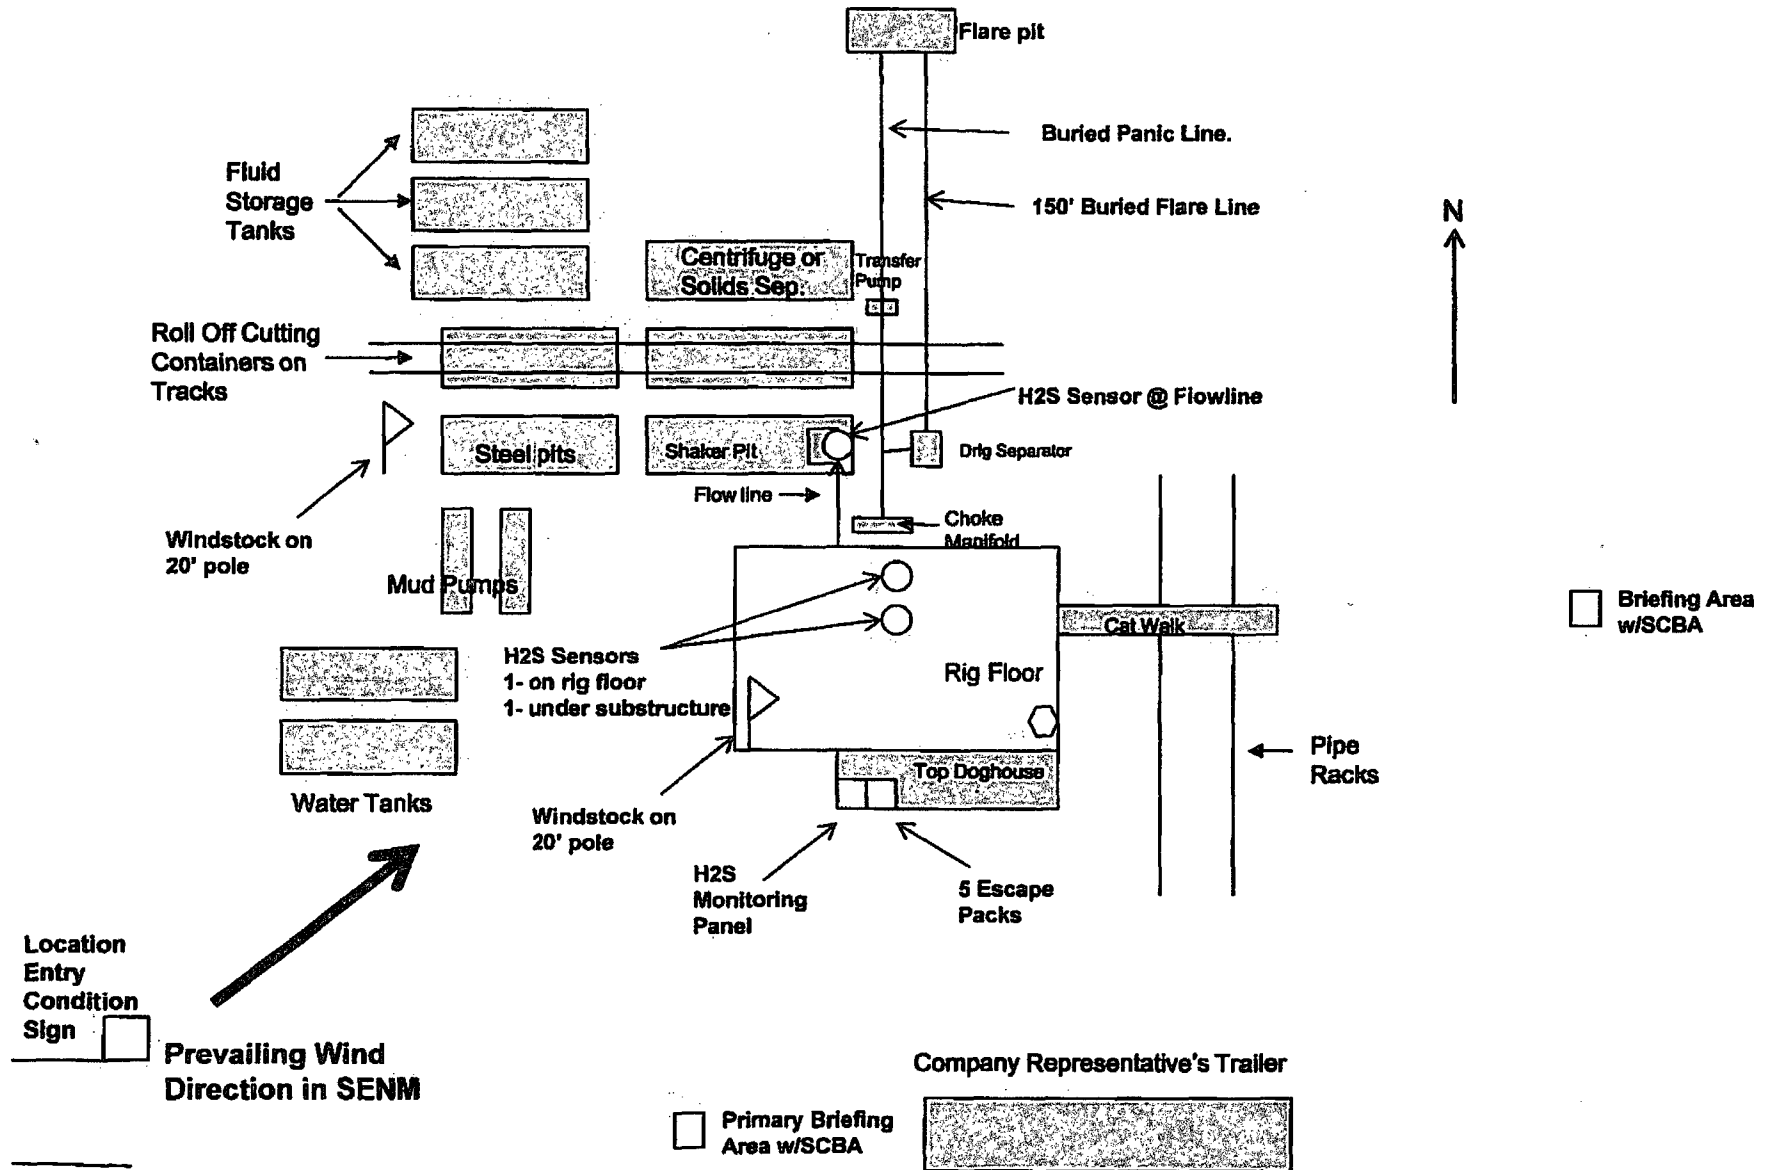 Flare pit
Buried Panic Line.
150' Buried Flare Line
N
Fluid
Storage
Tanks
Centrifuge or
Solids Sep.
Transfer
Pump
Roll Off Cutting
Containers on
Tracks
H2S Sensor @ Flowline
Steel pits
Shaker Pit
Drlg Separator
Flow line
Choke
Manifold
Windstock on
20' pole
Mud Pumps
Briefing Area
w/SCBA
Cat Walk
H2S Sensors
1- on rig floor
1- under substructure
Rig Floor
Pipe
Racks
Top Doghouse
Water Tanks
Windstock on
20' pole
H2S
Monitoring
Panel
5 Escape
Packs
Location
Entry
Condition
Sign
Prevailing Wind
Direction in SENM
Company Representative's Trailer
Primary Briefing
Area w/SCBA